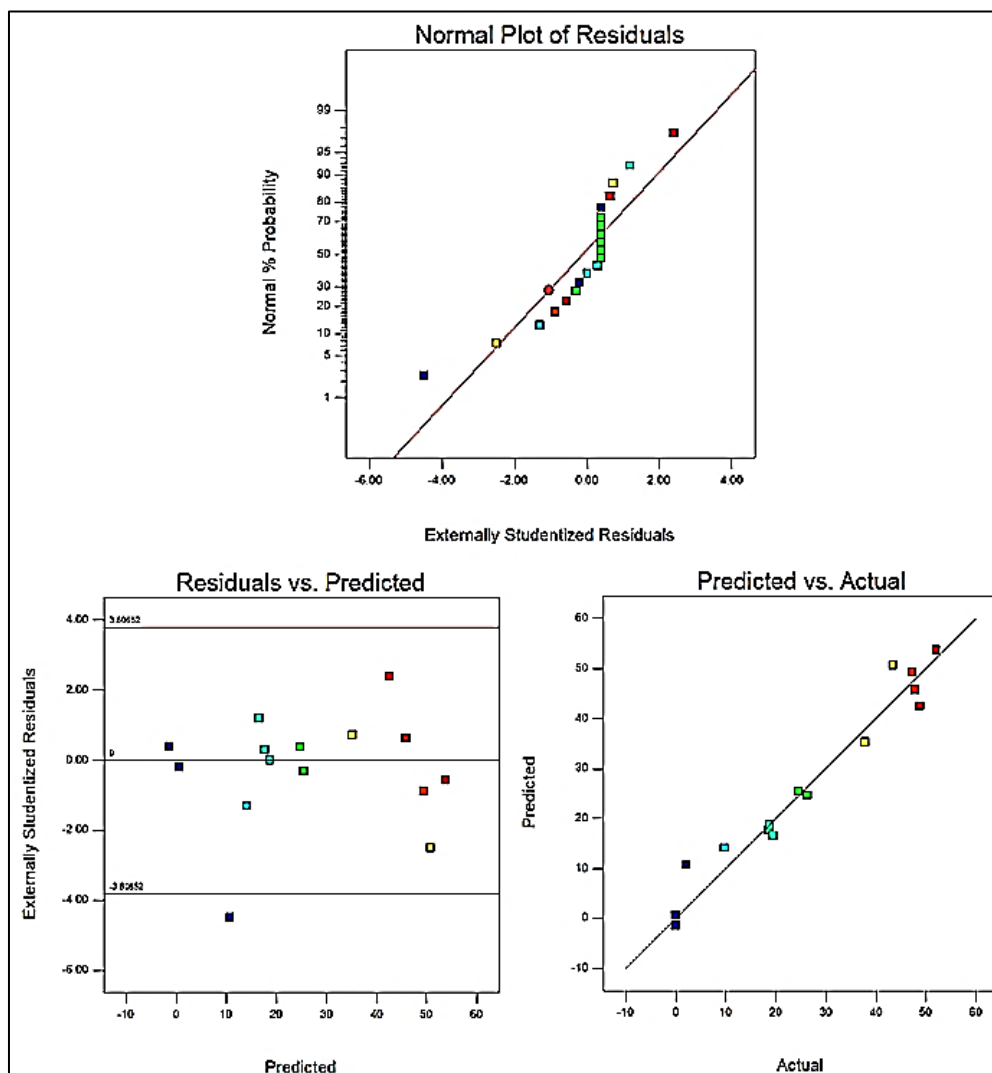 Normal Plot of Residuals
Normal % Probability
99
95
90
80
70
50
30
20
10
5
1
-6.00 -4.00 -2.00 0.00 2.00 4.00
Externally Studentized Residuals
Residuals vs. Predicted
Externally Studentized Residuals
4.00
2.00
0.00
-2.00
-4.00
-6.00
0
-10 0 10 20 30 40 50 60
Predicted
Predicted vs. Actual
Predicted
60
50
40
30
20
10
0
-10
-10 0 10 20 30 40 50 60
Actual